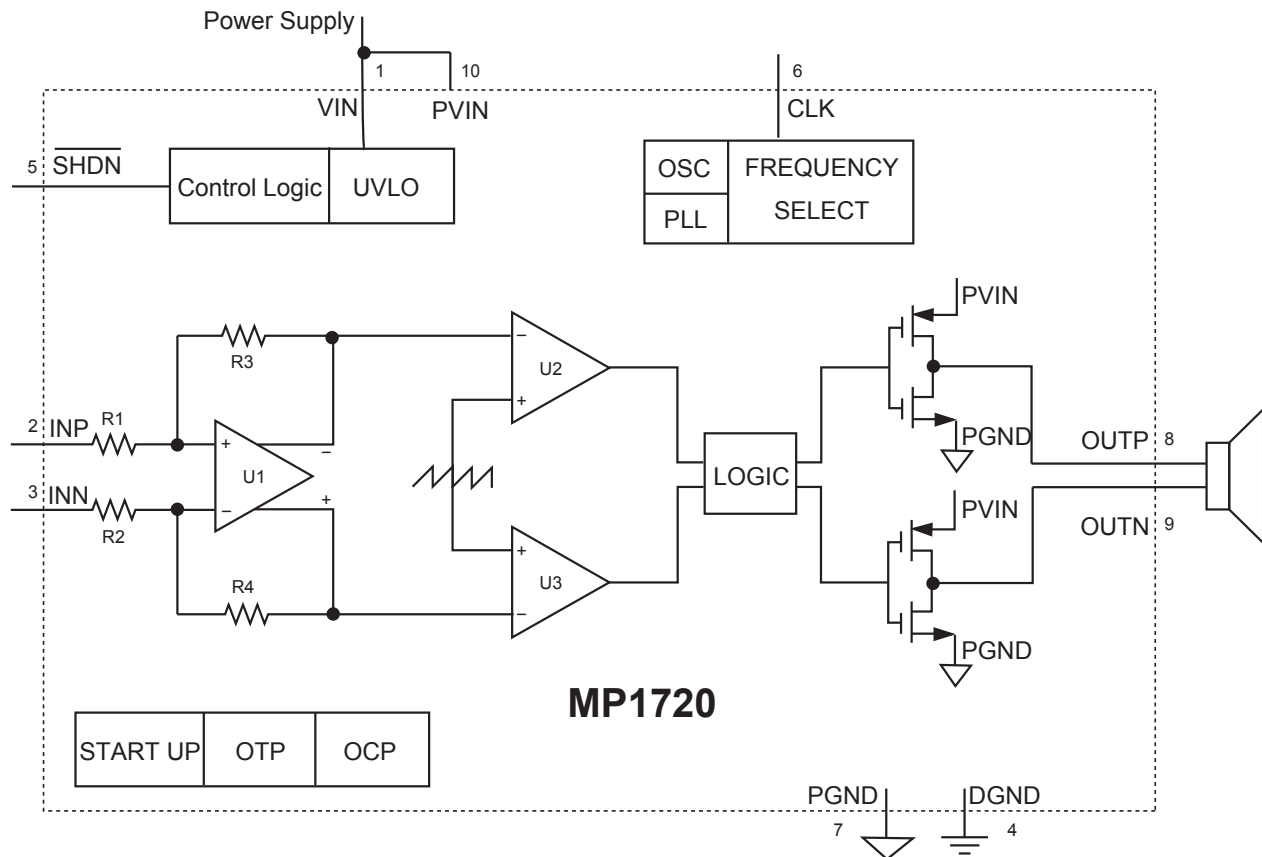 Power Supply
1
10
6
VIN
PVIN
CLK
5
SHDN
Control Logic
UVLO
OSC
PLL
FREQUENCY
SELECT
PVIN
R3
−
U2
+
2
INP
R1
+
−
U1
PGND
OUTP
8
LOGIC
3
INN
R2
−
+
PVIN
OUTN
9
+
U3
−
R4
PGND
MP1720
START UP
OTP
OCP
PGND
DGND
7
4